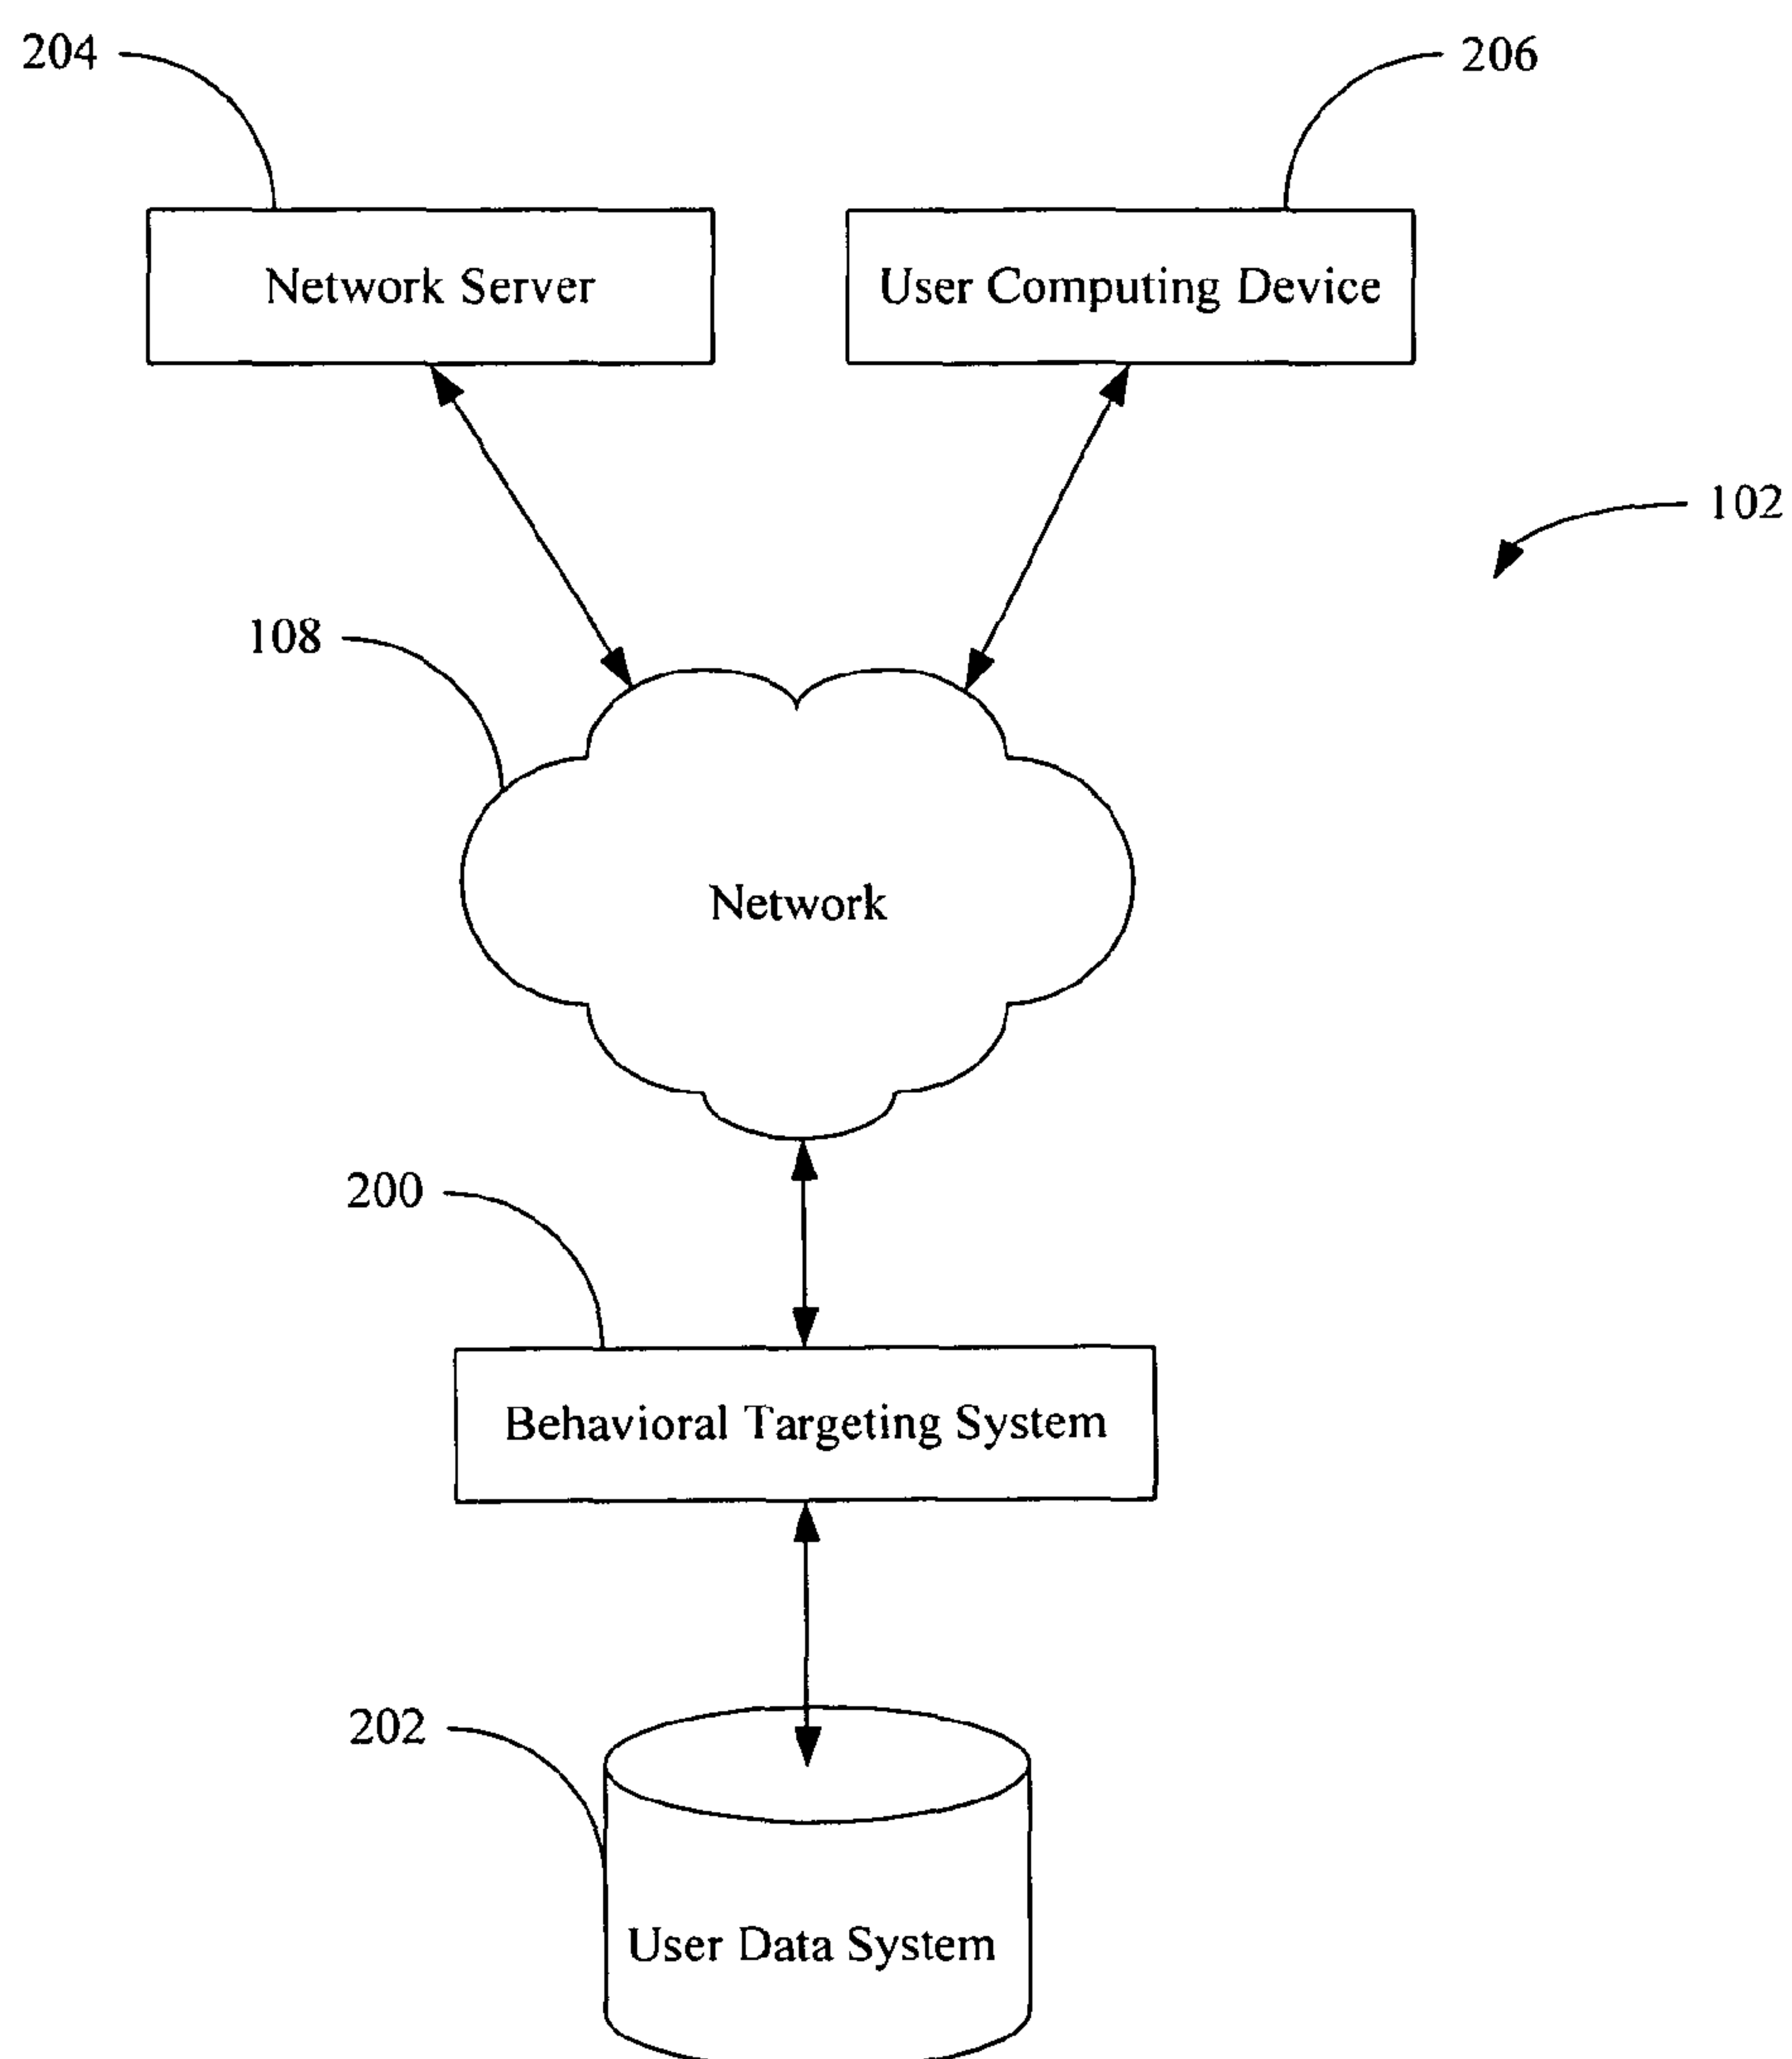 204
206
Network Server
User Computing Device
102
108
Network
200
Behavioral Targeting System
202
User Data System